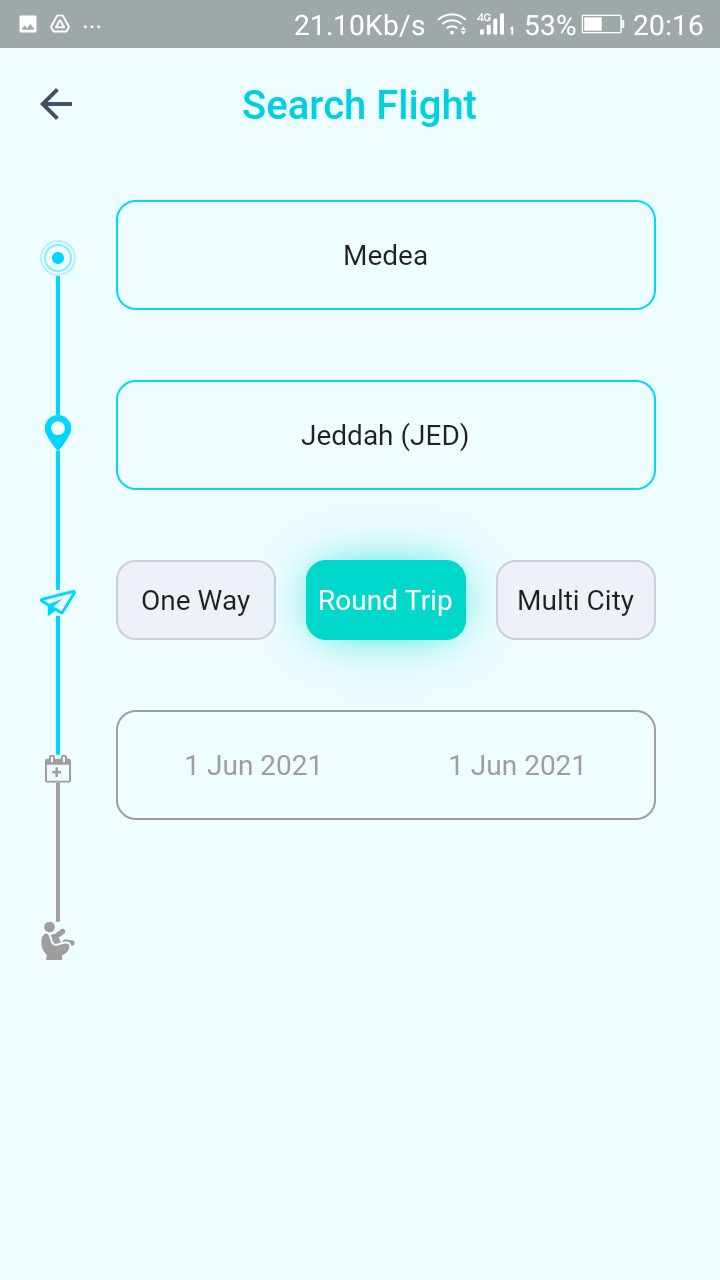 21.10Kb/s 4G 1 53% 20:16
Search Flight
Medea
Jeddah (JED)
One Way Round Trip Multi City
1 Jun 2021 1 Jun 2021